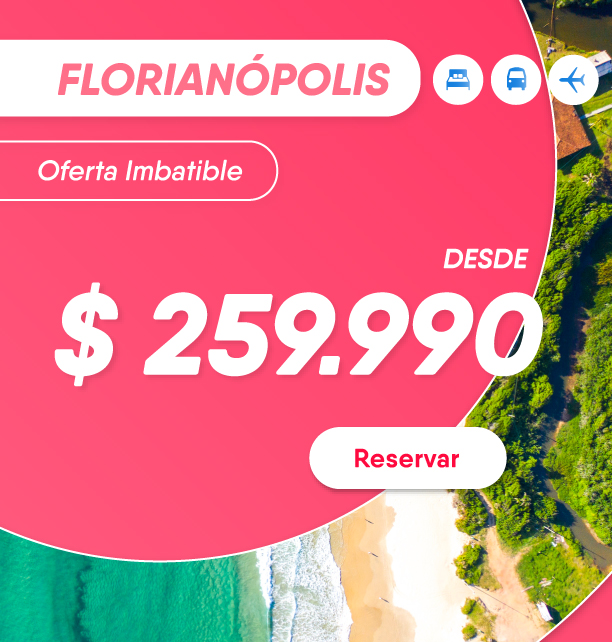 FLORIANÓPOLIS
Oferta Imbatible
DESDE
$ 259.990
Reservar